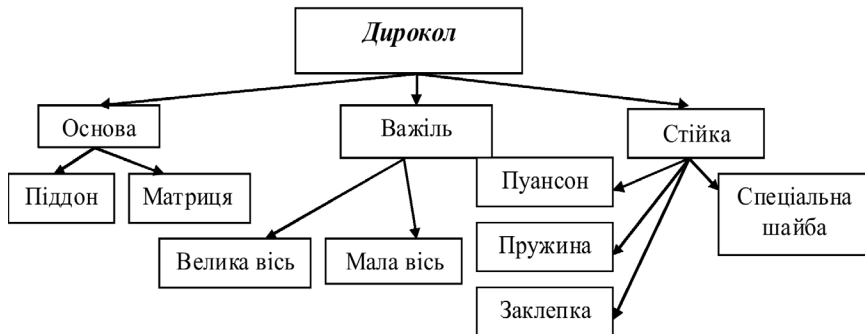 Дирокол
Основа
Важіль
Стійка
Піддон
Матриця
Пуансон
Спеціальна
шайба
Пружина
Велика вісь
Мала вісь
Заклепка